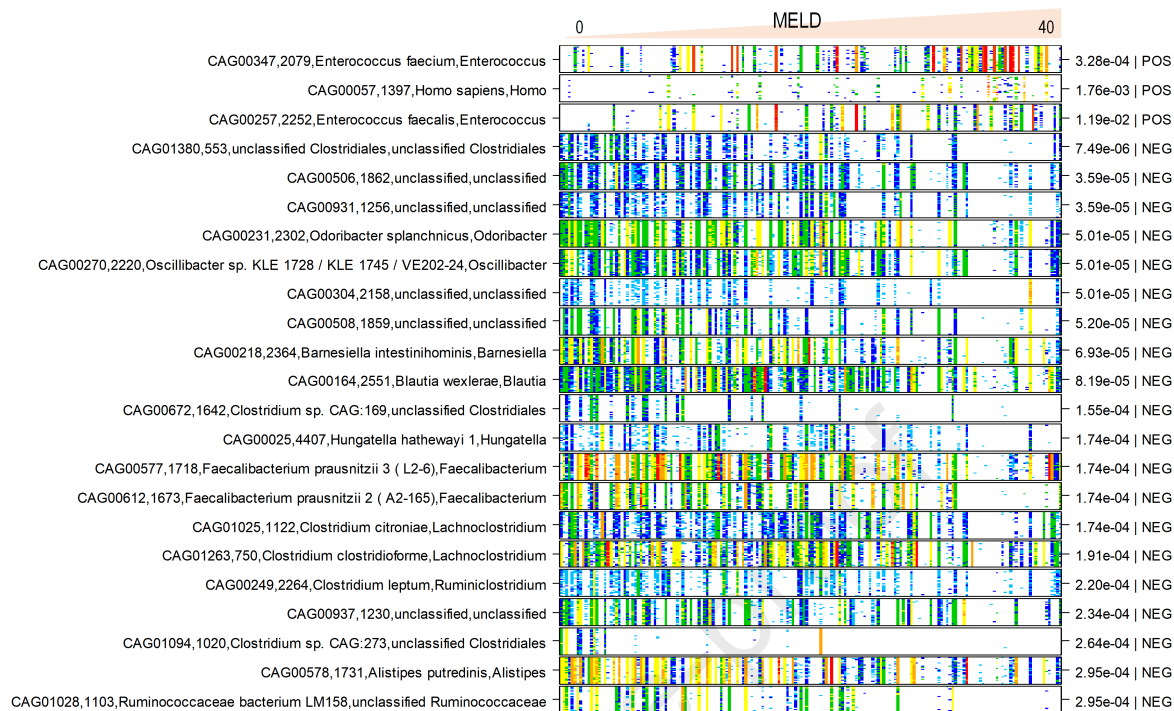 MELD
0 40
CAG00347,2079,Enterococcus faecium,Enterococcus 3.28e-04 | POS
CAG00057,1397,Homo sapiens,Homo 1.76e-03 | POS
CAG00257,2252,Enterococcus faecalis,Enterococcus 1.19e-02 | POS
CAG01380,553,unclassified Clostridiales,unclassified Clostridiales 7.49e-06 | NEG
CAG00506,1862,unclassified,unclassified 3.59e-05 | NEG
CAG00931,1256,unclassified,unclassified 3.59e-05 | NEG
CAG00231,2302,Odoribacter splanchnicus,Odoribacter 5.01e-05 | NEG
CAG00270,2220,Oscillibacter sp. KLE 1728 / KLE 1745 / VE202-24,Oscillibacter 5.01e-05 | NEG
CAG00304,2158,unclassified,unclassified 5.01e-05 | NEG
CAG00508,1859,unclassified,unclassified 5.20e-05 | NEG
CAG00218,2364,Barnesiella intestinihominis,Barnesiella 6.93e-05 | NEG
CAG00164,2551,Blautia wexlerae,Blautia 8.19e-05 | NEG
CAG00672,1642,Clostridium sp. CAG:169,unclassified Clostridiales 1.55e-04 | NEG
CAG00025,4407,Hungatella hathewayi 1,Hungatella 1.74e-04 | NEG
CAG00577,1718,Faecalibacterium prausnitzii 3 ( L2-6),Faecalibacterium 1.74e-04 | NEG
CAG00612,1673,Faecalibacterium prausnitzii 2 ( A2-165),Faecalibacterium 1.74e-04 | NEG
CAG01025,1122,Clostridium citroniae,Lachnoclostridium 1.74e-04 | NEG
CAG01263,750,Clostridium clostridioforme,Lachnoclostridium 1.91e-04 | NEG
CAG00249,2264,Clostridium leptum,Ruminiclostridium 2.20e-04 | NEG
CAG00937,1230,unclassified,unclassified 2.34e-04 | NEG
CAG01094,1020,Clostridium sp. CAG:273,unclassified Clostridiales 2.64e-04 | NEG
CAG00578,1731,Alistipes putredinis,Alistipes 2.95e-04 | NEG
CAG01028,1103,Ruminococcaceae bacterium LM158,unclassified Ruminococcaceae 2.95e-04 | NEG